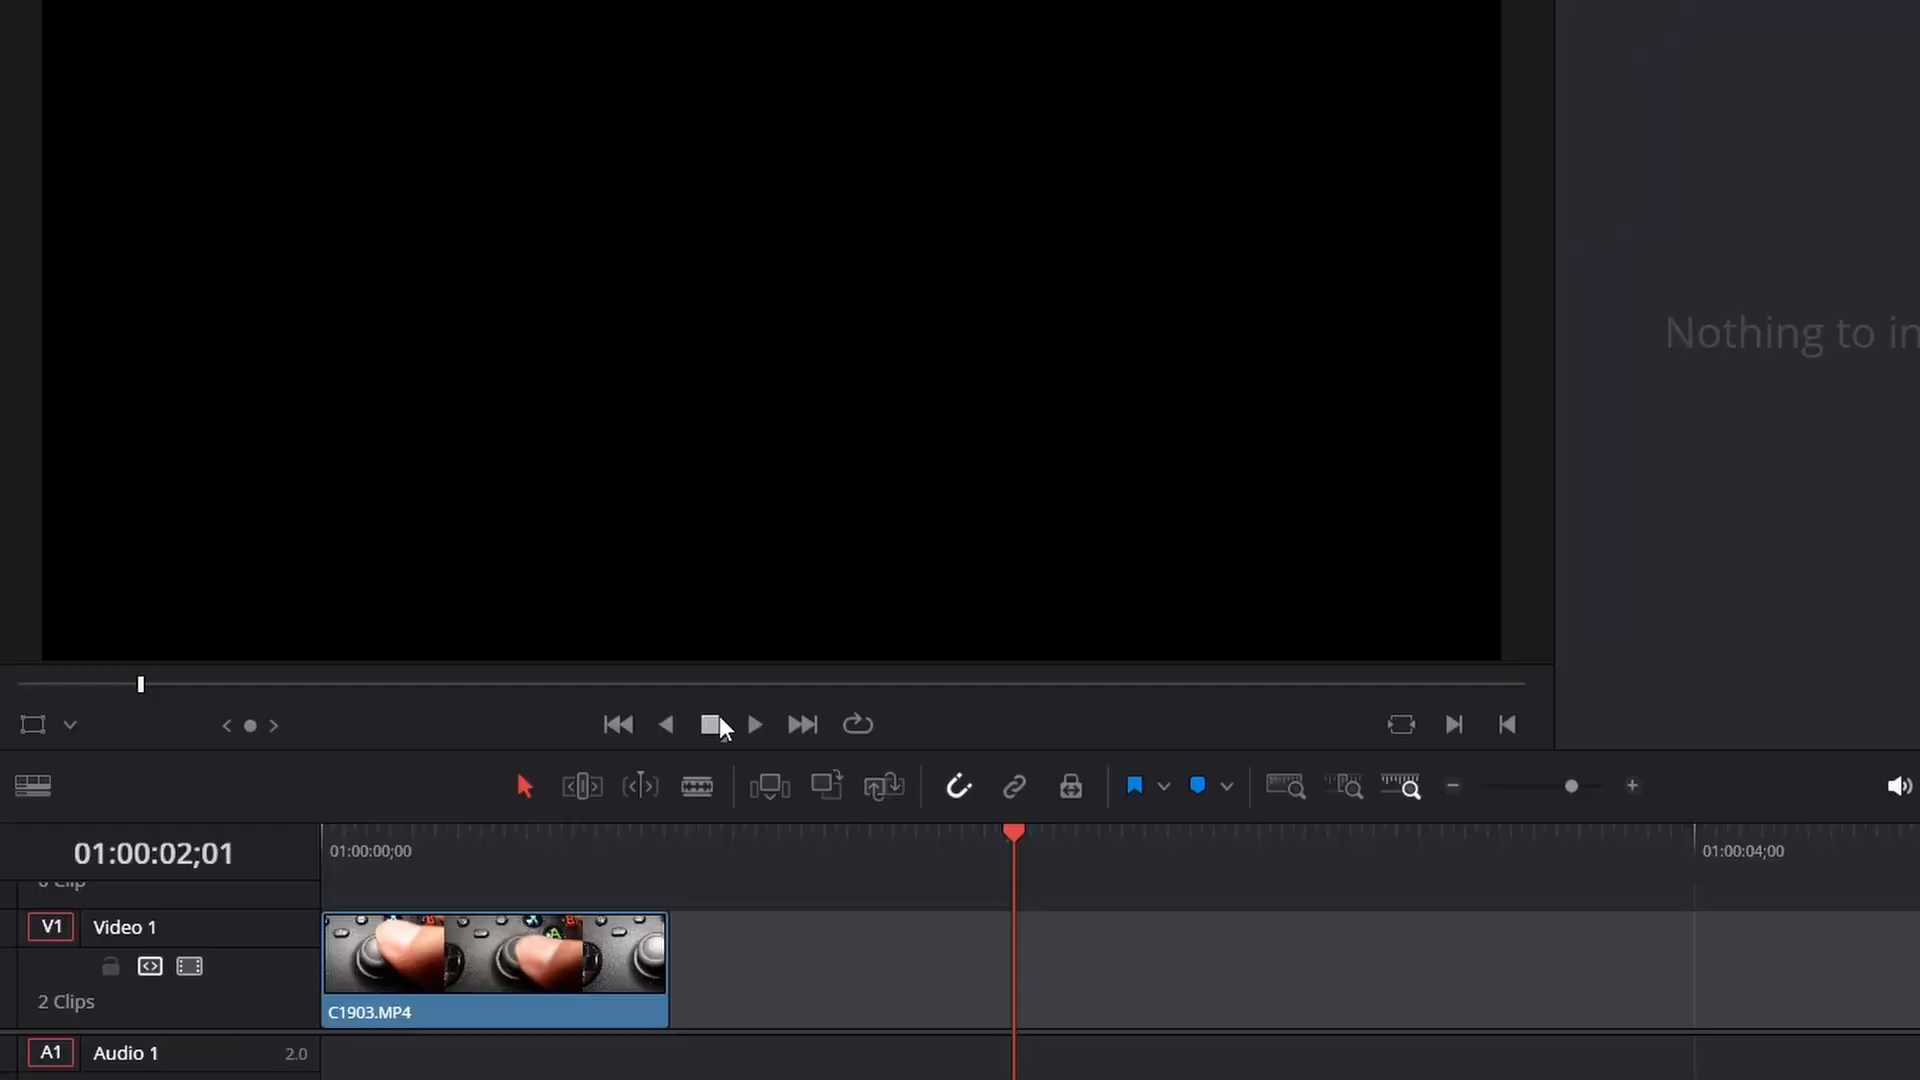 Nothing to in
01:00:02;01
01:00:00;00
01:00:04;00
V1
Video 1
2 Clips
C1903.MP4
A1
Audio 1
2.0